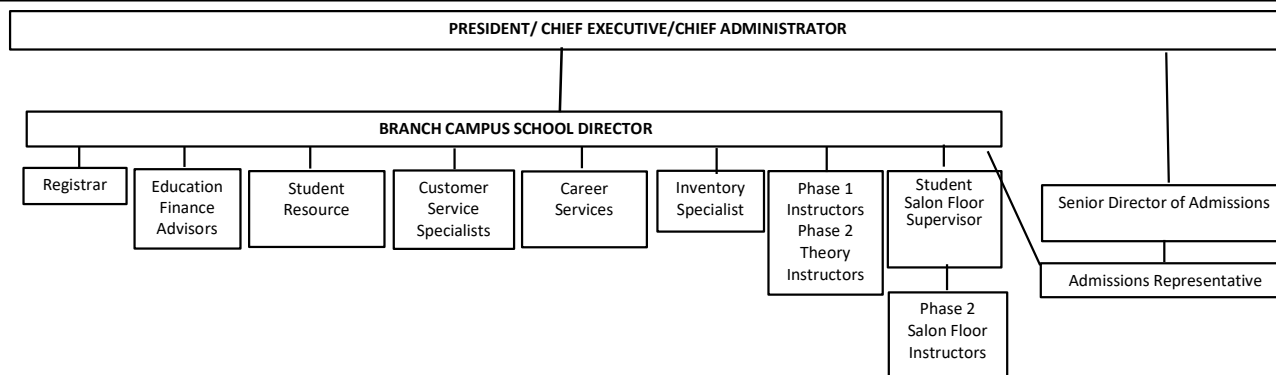 PRESIDENT/ CHIEF EXECUTIVE/CHIEF ADMINISTRATOR
BRANCH CAMPUS SCHOOL DIRECTOR
Registrar
Education
Finance
Advisors
Student
Resource
Customer
Service
Specialists
Career
Services
Inventory
Specialist
Phase 1
Instructors
Phase 2
Theory
Instructors
Student
Salon Floor
Supervisor
Senior Director of Admissions
Admissions Representative
Phase 2
Salon Floor
Instructors